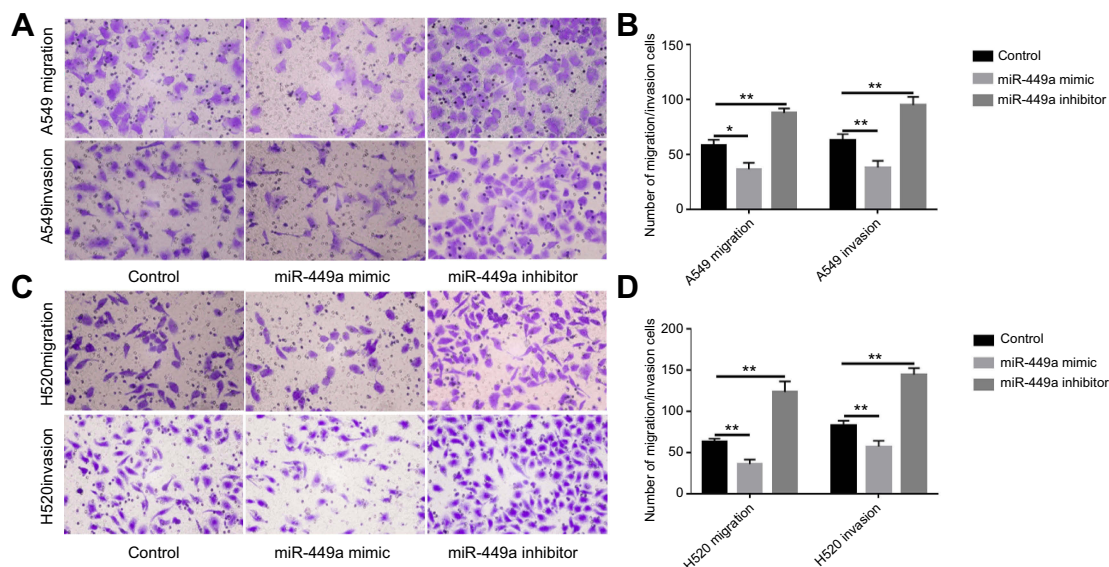 A
A549 migration
A549invasion
Control
miR-449a mimic
miR-449a inhibitor
B
Number of migration/invasion cells
150
100
50
0
**
*
**
**
A549 migration
A549 invasion
Control
miR-449a mimic
miR-449a inhibitor
C
H520migration
H520invasion
Control
miR-449a mimic
miR-449a inhibitor
D
Number of migration/invasion cells
200
150
100
50
0
**
**
**
**
H520 migration
H520 invasion
Control
miR-449a mimic
miR-449a inhibitor